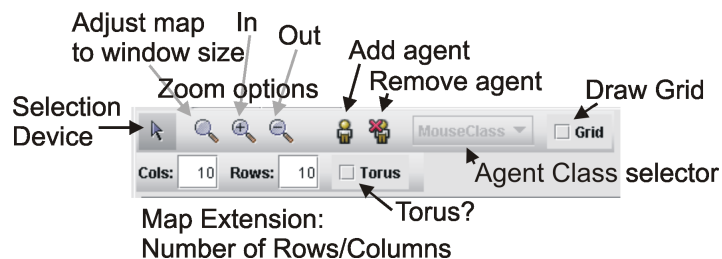 Adjust map
to window size
In
Out
Zoom options
Add agent
Remove agent
Draw Grid
Selection
Device
MouseClass
Grid
Cols: 10 Rows: 10 Torus
Agent Class selector
Torus?
Map Extension:
Number of Rows/Columns